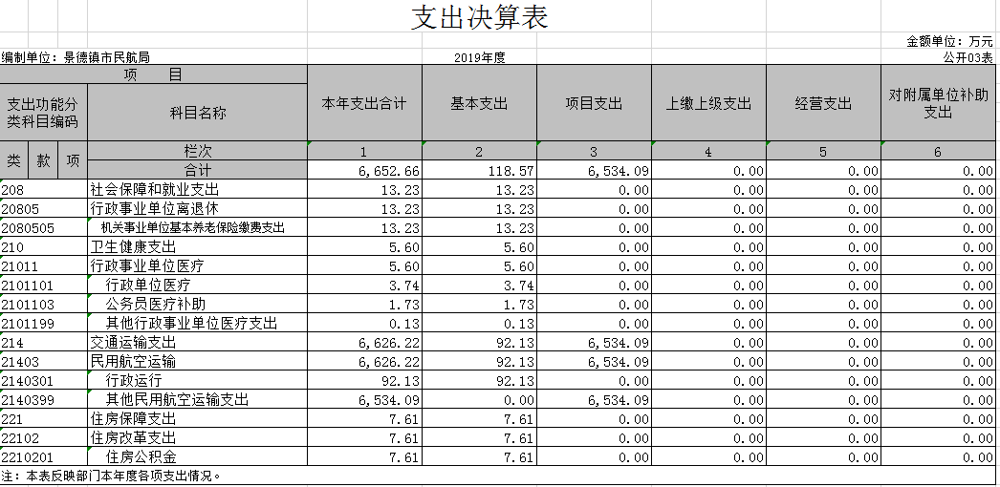 支出决算表
金额单位：万元
编制单位：景德镇市民航局 2019年度 公开03表
项 目 本年支出合计 基本支出 项目支出 上缴上级支出 经营支出 对附属单位补助支出
支出功能分类科目编码 科目名称
类 款 项 栏次 1 2 3 4 5 6
合计 6,652.66 118.57 6,534.09 0.00 0.00 0.00
208 社会保障和就业支出 13.23 13.23 0.00 0.00 0.00 0.00
20805 行政事业单位离退休 13.23 13.23 0.00 0.00 0.00 0.00
2080505 机关事业单位基本养老保险缴费支出 13.23 13.23 0.00 0.00 0.00 0.00
210 卫生健康支出 5.60 5.60 0.00 0.00 0.00 0.00
21011 行政事业单位医疗 5.60 5.60 0.00 0.00 0.00 0.00
2101101 行政单位医疗 3.74 3.74 0.00 0.00 0.00 0.00
2101103 公务员医疗补助 1.73 1.73 0.00 0.00 0.00 0.00
2101199 其他行政事业单位医疗支出 0.13 0.13 0.00 0.00 0.00 0.00
214 交通运输支出 6,626.22 92.13 6,534.09 0.00 0.00 0.00
21403 民用航空运输 6,626.22 92.13 6,534.09 0.00 0.00 0.00
2140301 行政运行 92.13 92.13 0.00 0.00 0.00 0.00
2140399 其他民用航空运输支出 6,534.09 0.00 6,534.09 0.00 0.00 0.00
221 住房保障支出 7.61 7.61 0.00 0.00 0.00 0.00
22102 住房改革支出 7.61 7.61 0.00 0.00 0.00 0.00
2210201 住房公积金 7.61 7.61 0.00 0.00 0.00 0.00
注：本表反映部门本年度各项支出情况。